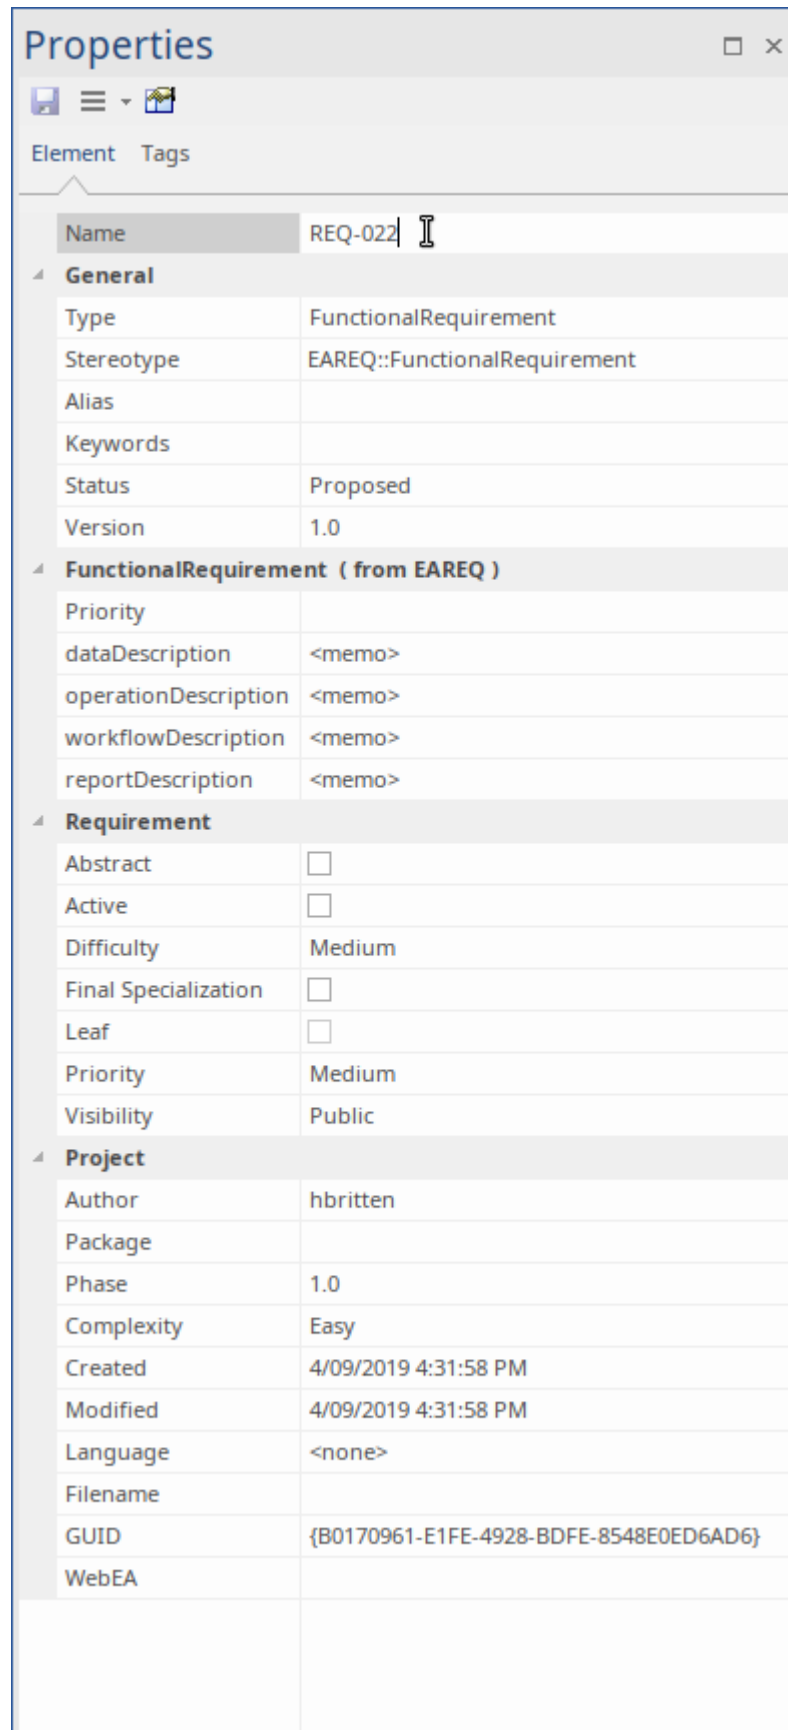 Properties
Element Tags
Name REQ-022
General
Type FunctionalRequirement
Stereotype EAREQ::FunctionalRequirement
Alias
Keywords
Status Proposed
Version 1.0
FunctionalRequirement ( from EAREQ )
Priority
dataDescription <memo>
operationDescription <memo>
workflowDescription <memo>
reportDescription <memo>
Requirement
Abstract
Active
Difficulty Medium
Final Specialization
Leaf
Priority Medium
Visibility Public
Project
Author hbritten
Package
Phase 1.0
Complexity Easy
Created 4/09/2019 4:31:58 PM
Modified 4/09/2019 4:31:58 PM
Language <none>
Filename
GUID {B0170961-E1FE-4928-BDFE-8548E0ED6AD6}
WebEA